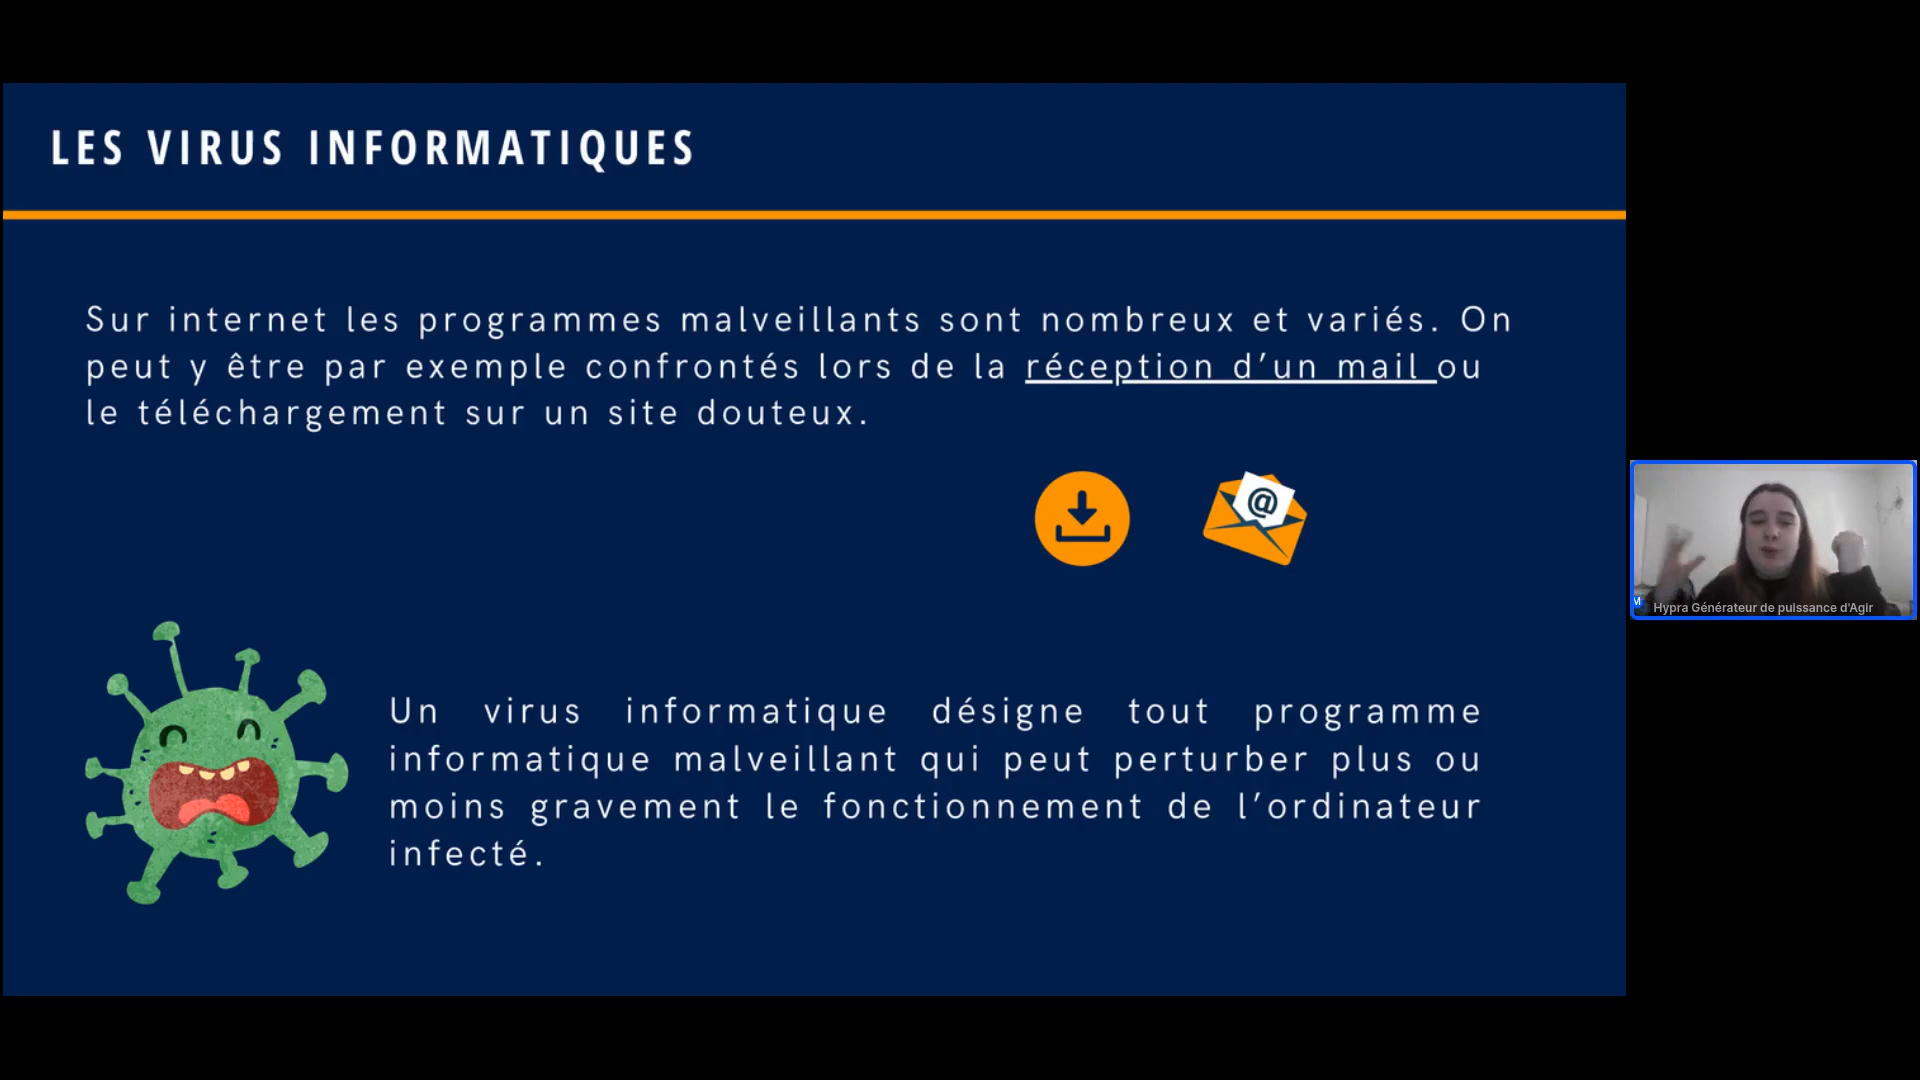 LES VIRUS INFORMATIQUES
Sur internet les programmes malveillants sont nombreux et variés. On
peut y être par exemple confrontés lors de la réception d’un mail ou
le téléchargement sur un site douteux.
@
Un virus informatique désigne tout programme
informatique malveillant qui peut perturber plus ou
moins gravement le fonctionnement de l’ordinateur
infecté.
M
Hypra Générateur de puissance d'Agir